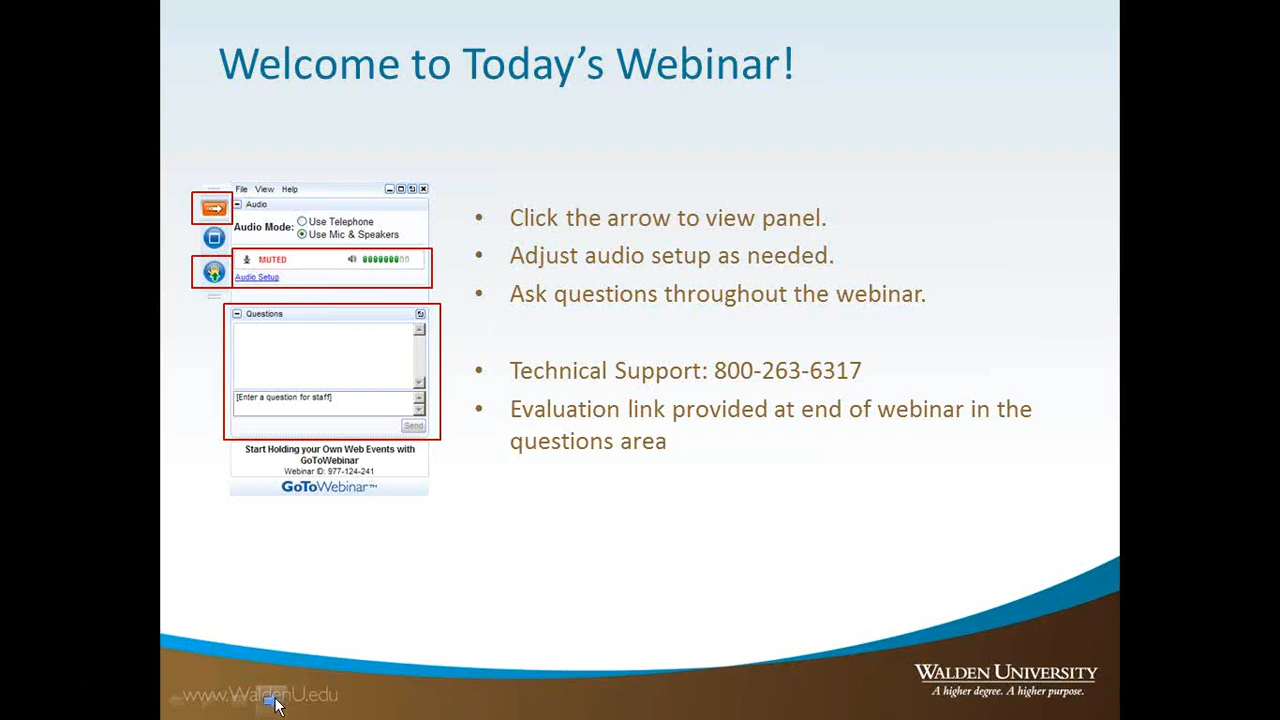 Welcome to Today's Webinar!
File View Help
Audio
Audio Mode: Use Telephone
Use Mic & Speakers
MUTED
Audio Setup
Questions
[Enter a question for staff]
Send
Start Holding your Own Web Events with
GoToWebinar
Webinar ID: 977-124-241
GoToWebinar™
• Click the arrow to view panel.
• Adjust audio setup as needed.
• Ask questions throughout the webinar.
• Technical Support: 800-263-6317
• Evaluation link provided at end of webinar in the
questions area
www.WaldenU.edu
WALDEN UNIVERSITY
A higher degree. A higher purpose.